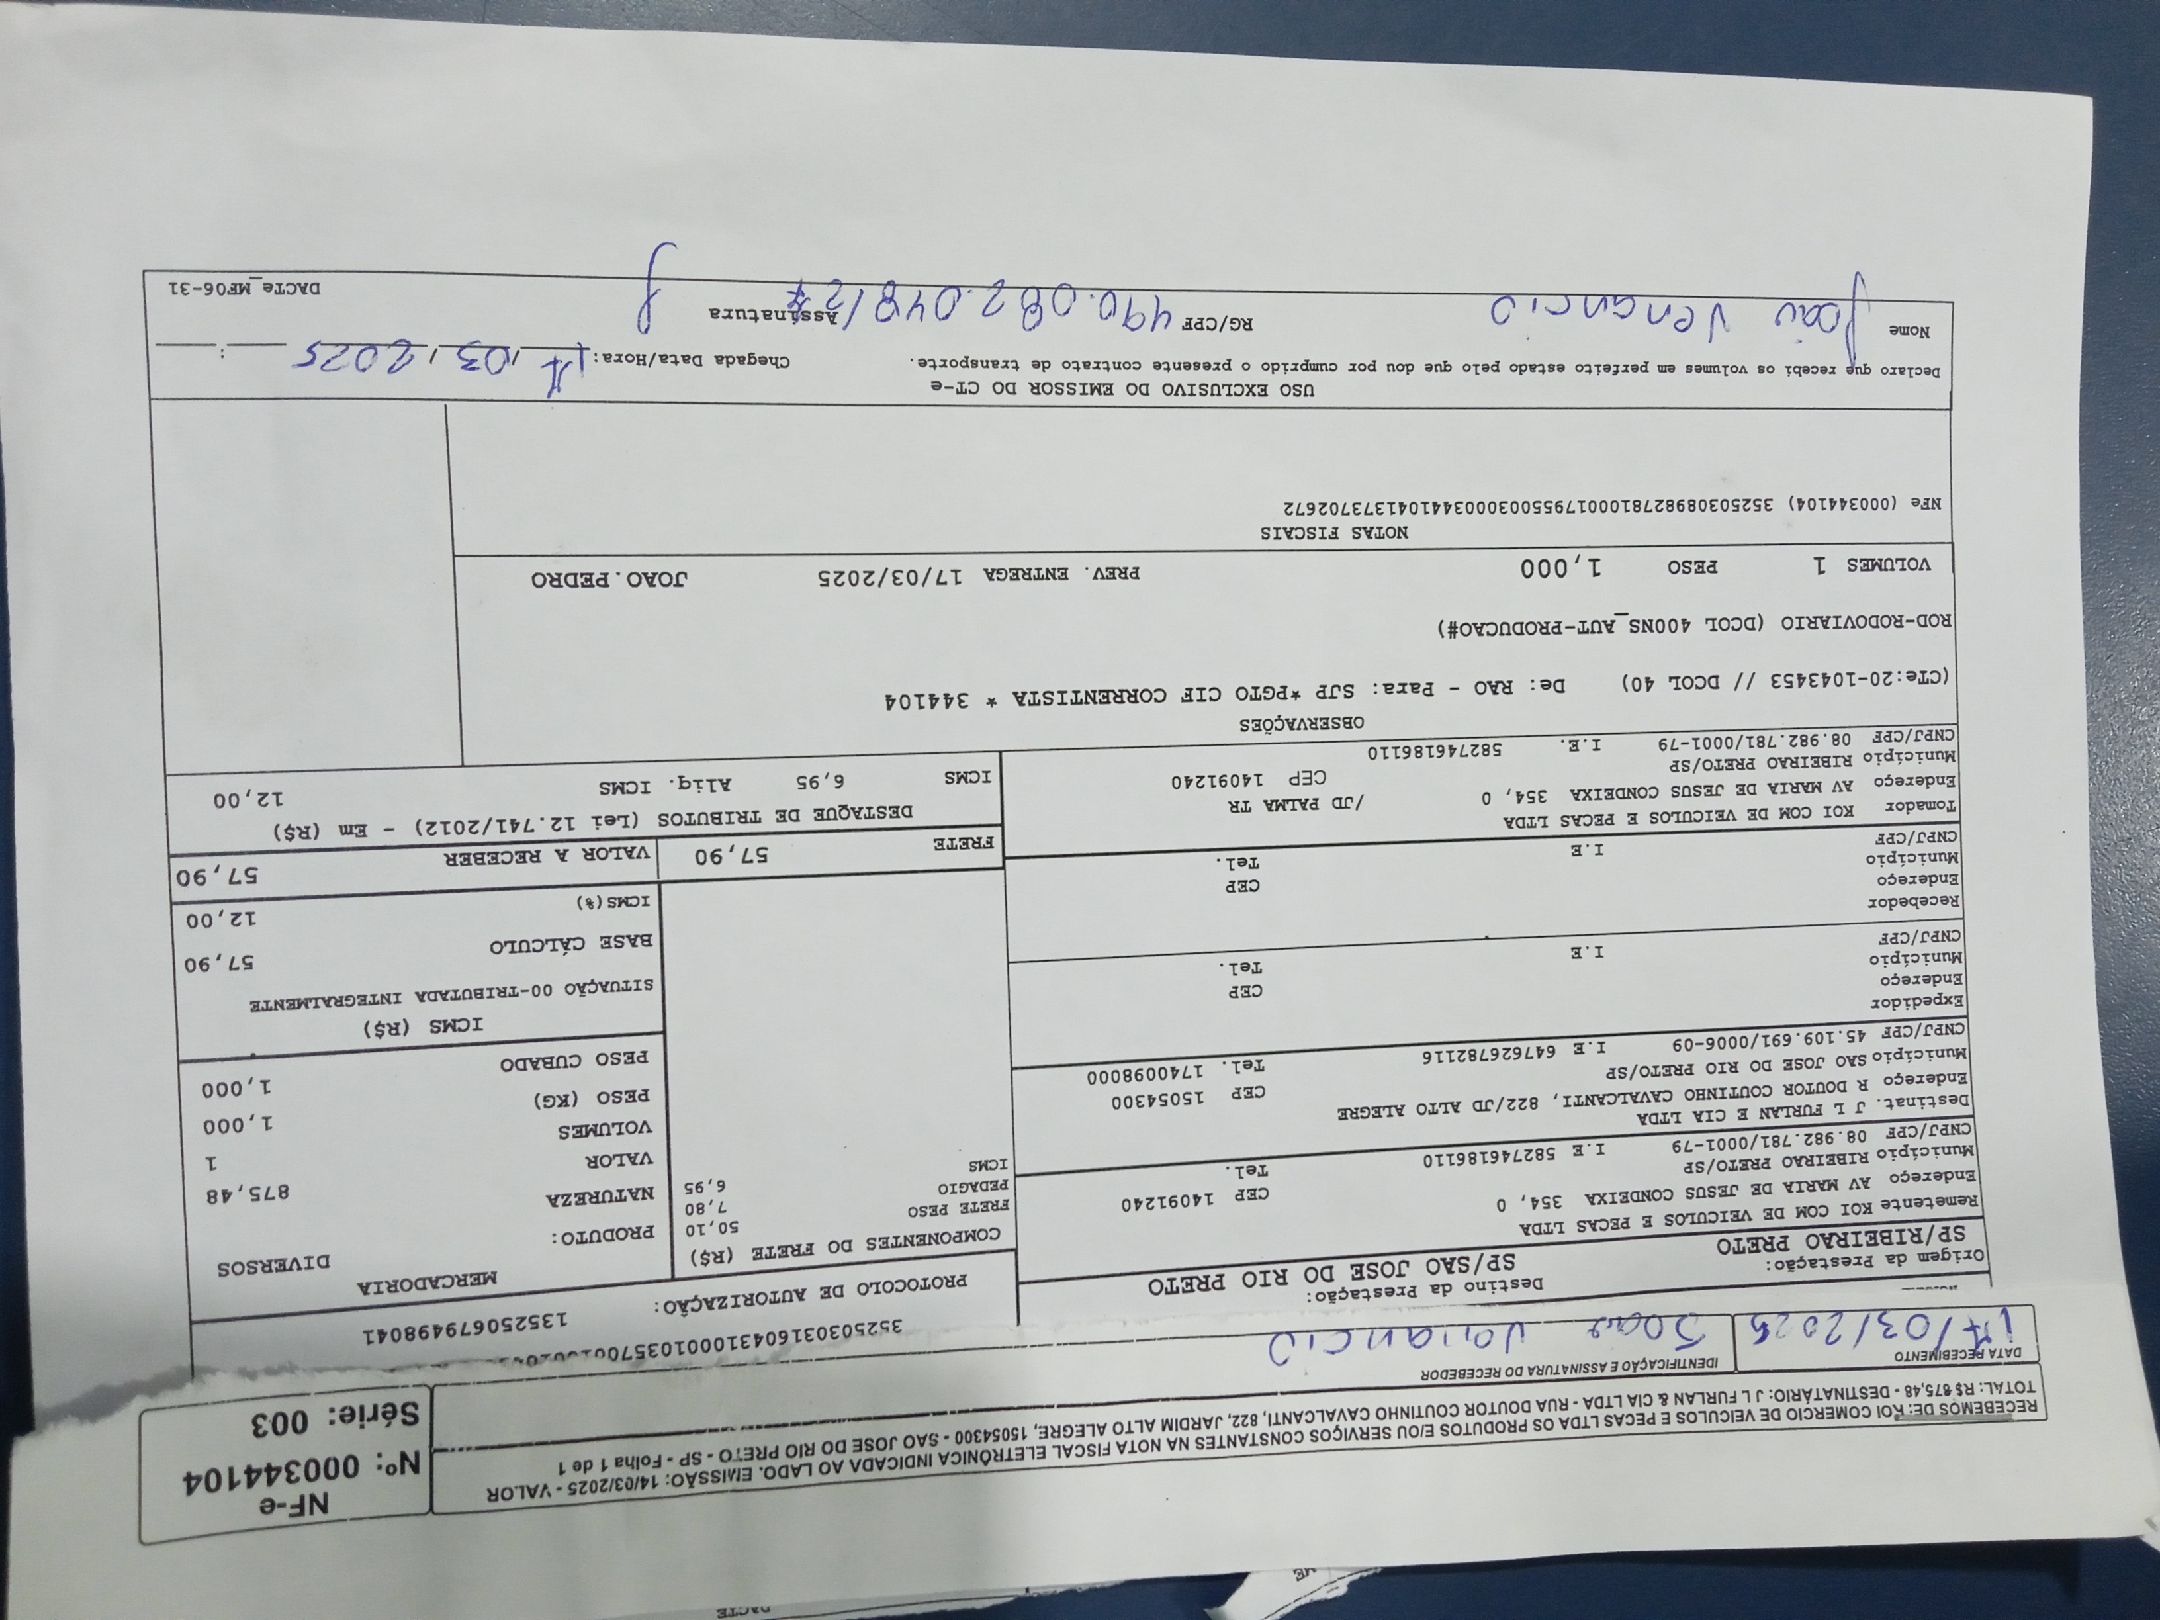 RECEBEMOS DE: KOI COMERCIO DE VEICULOS E PECAS LTDA OS PRODUTOS E/OU SERVIÇOS CONSTANTES NA NOTA FISCAL ELETRÔNICA INDICADA AO LADO. EMISSÃO: 14/03/2025 - VALOR
TOTAL: R$ 875,48 - DESTINATÁRIO: J L FURLAN & CIA LTDA - RUA DOUTOR COUTINHO CAVALCANTI, 822, JARDIM ALTO ALEGRE, 15054300 - SAO JOSE DO RIO PRETO - SP - Folha 1 de 1
NF-e
Nº: 000344104
Série: 003
DATA RECEBIMENTO
17/03/2025
IDENTIFICAÇÃO E ASSINATURA DO RECEBEDOR
Joao Venancio
PROTOCOLO DE AUTORIZAÇÃO:
135250679498041
Origem da Prestação:
SP/RIBEIRAO PRETO
Destino da Prestação:
SP/SAO JOSE DO RIO PRETO
Remetente KOI COM DE VEICULOS E PECAS LTDA
Endereço AV MARIA DE JESUS CONDEIXA 354, 0
Município RIBEIRAO PRETO/SP CEP 14091240
CNPJ/CPF 08.982.781/0001-79 I.E 582746186110 Tel.
Destinat. J L FURLAN E CIA LTDA
Endereço R DOUTOR COUTINHO CAVALCANTI, 822/JD ALTO ALEGRE
Município SAO JOSE DO RIO PRETO/SP CEP 15054300
CNPJ/CPF 45.109.691/0006-09 I.E 647626782116 Tel. 1740098000
Expedidor
Endereço
Município CEP
CNPJ/CPF I.E Tel.
Recebedor
Endereço
Município CEP
CNPJ/CPF I.E Tel.
Tomador KOI COM DE VEICULOS E PECAS LTDA
Endereço AV MARIA DE JESUS CONDEIXA 354, 0 /JD PALMA TR
Município RIBEIRAO PRETO/SP CEP 14091240
CNPJ/CPF 08.982.781/0001-79 I.E. 582746186110
COMPONENTES DO FRETE (R$)
FRETE PESO 50,10
PEDAGIO 7,80
ICMS 6,95
MERCADORIA
PRODUTO: DIVERSOS
NATUREZA
VALOR 875,48
VOLUMES 1
PESO (KG) 1,000
PESO CUBADO 1,000
ICMS (R$)
SITUAÇÃO 00-TRIBUTADA INTEGRALMENTE
BASE CÁLCULO 57,90
ICMS(%) 12,00
FRETE 57,90
VALOR A RECEBER 57,90
DESTAQUE DE TRIBUTOS (Lei 12.741/2012) - Em (R$)
ICMS 6,95 Aliq. ICMS 12,00
OBSERVAÇÕES
(CTe:20-1043453 // DCOL 40) De: RAO - Para: SJP *PGTO CIF CORRENTISTA * 344104
ROD-RODOVIARIO (DCOL 400NS_AUT-PRODUCAO#)
VOLUMES 1 PESO 1,000 PREV. ENTREGA 17/03/2025 JOAO.PEDRO
NOTAS FISCAIS
NFe (000344104) 35250308982781000179550030003441041373702672
USO EXCLUSIVO DO EMISSOR DO CT-e
Declaro que recebi os volumes em perfeito estado pelo que dou por cumprido o presente contrato de transporte.
Chegada Data/Hora: 17/03/2025 __:__
Nome João Venancio
RG/CPF 490.082.048/27
Assinatura
DACTe_MF06-31